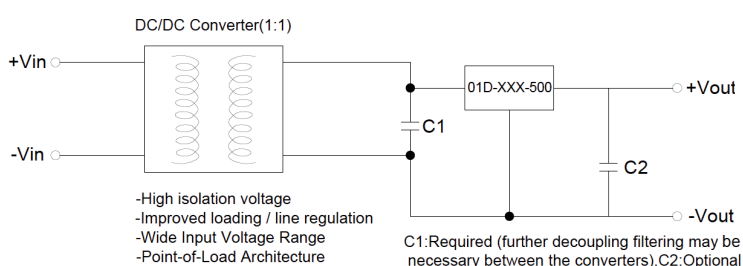 DC/DC Converter(1:1)
+Vin
01D-XXX-500
+Vout
C1
-Vin
C2
-High isolation voltage
-Improved loading / line regulation
-Wide Input Voltage Range
-Point-of-Load Architecture
-Vout
C1:Required (further decoupling filtering may be
necessary between the converters).C2:Optional